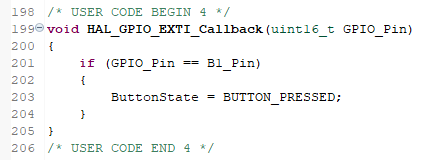 198 /* USER CODE BEGIN 4 */
199 void HAL_GPIO_EXTI_Callback(uint16_t GPIO_Pin)
200 {
201     if (GPIO_Pin == B1_Pin)
202     {
203         ButtonState = BUTTON_PRESSED;
204     }
205 }
206 /* USER CODE END 4 */